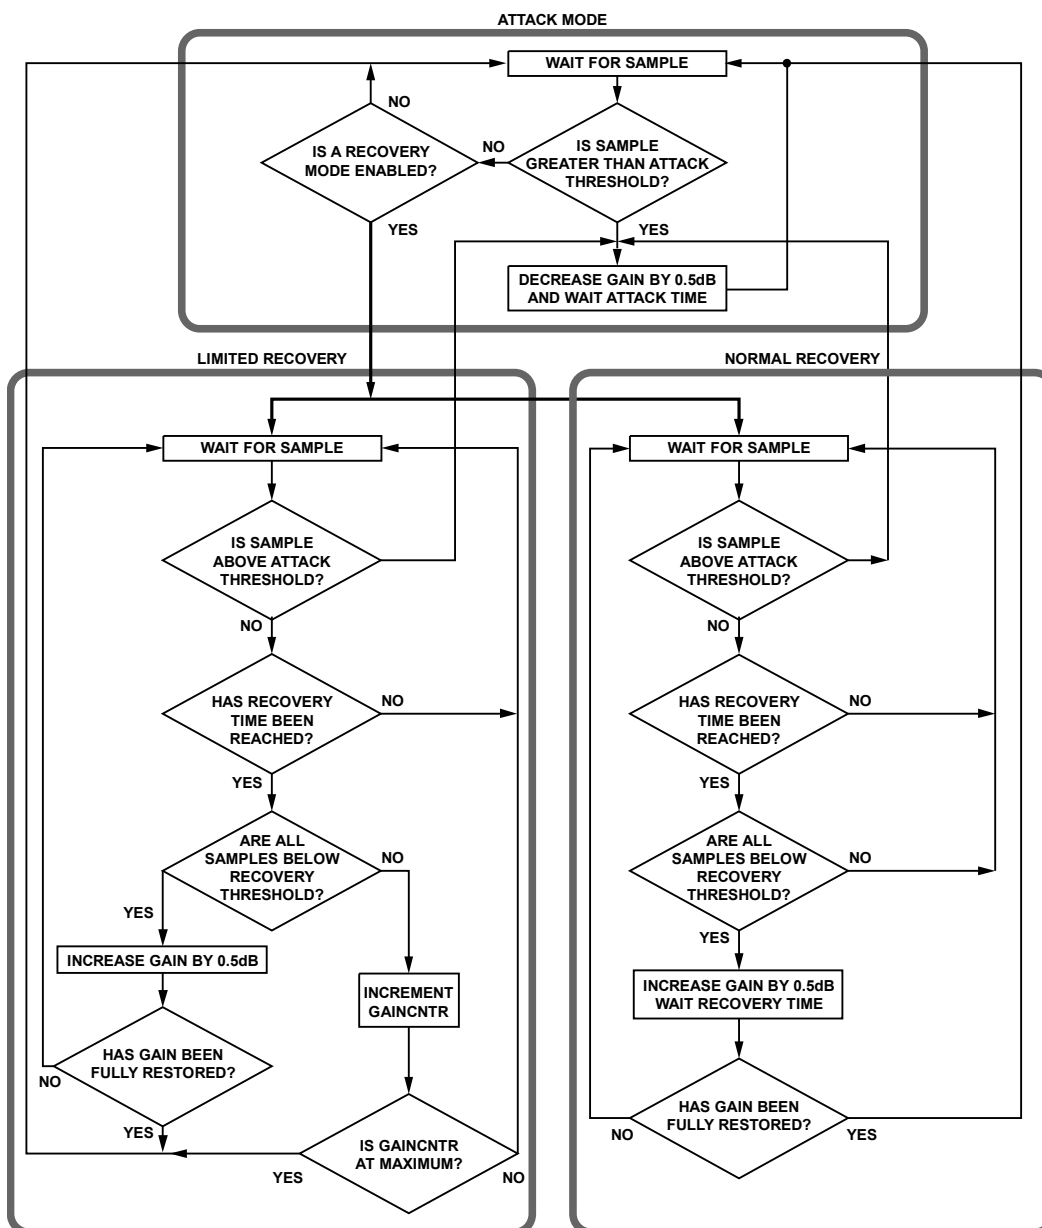 ATTACK MODE
WAIT FOR SAMPLE
NO
IS A RECOVERY
MODE ENABLED?
NO
IS SAMPLE
GREATER THAN ATTACK
THRESHOLD?
YES
YES
DECREASE GAIN BY 0.5dB
AND WAIT ATTACK TIME
LIMITED RECOVERY
WAIT FOR SAMPLE
IS SAMPLE
ABOVE ATTACK
THRESHOLD?
NO
HAS RECOVERY
TIME BEEN
REACHED?
NO
YES
ARE ALL
SAMPLES BELOW
RECOVERY
THRESHOLD?
NO
YES
INCREASE GAIN BY 0.5dB
INCREMENT
GAINCNTR
HAS GAIN BEEN
FULLY RESTORED?
NO
YES
IS GAINCNTR
AT MAXIMUM?
YES
NO
NORMAL RECOVERY
WAIT FOR SAMPLE
IS SAMPLE
ABOVE ATTACK
THRESHOLD?
NO
HAS RECOVERY
TIME BEEN
REACHED?
NO
YES
ARE ALL
SAMPLES BELOW
RECOVERY
THRESHOLD?
NO
YES
INCREASE GAIN BY 0.5dB
WAIT RECOVERY TIME
HAS GAIN BEEN
FULLY RESTORED?
NO
YES